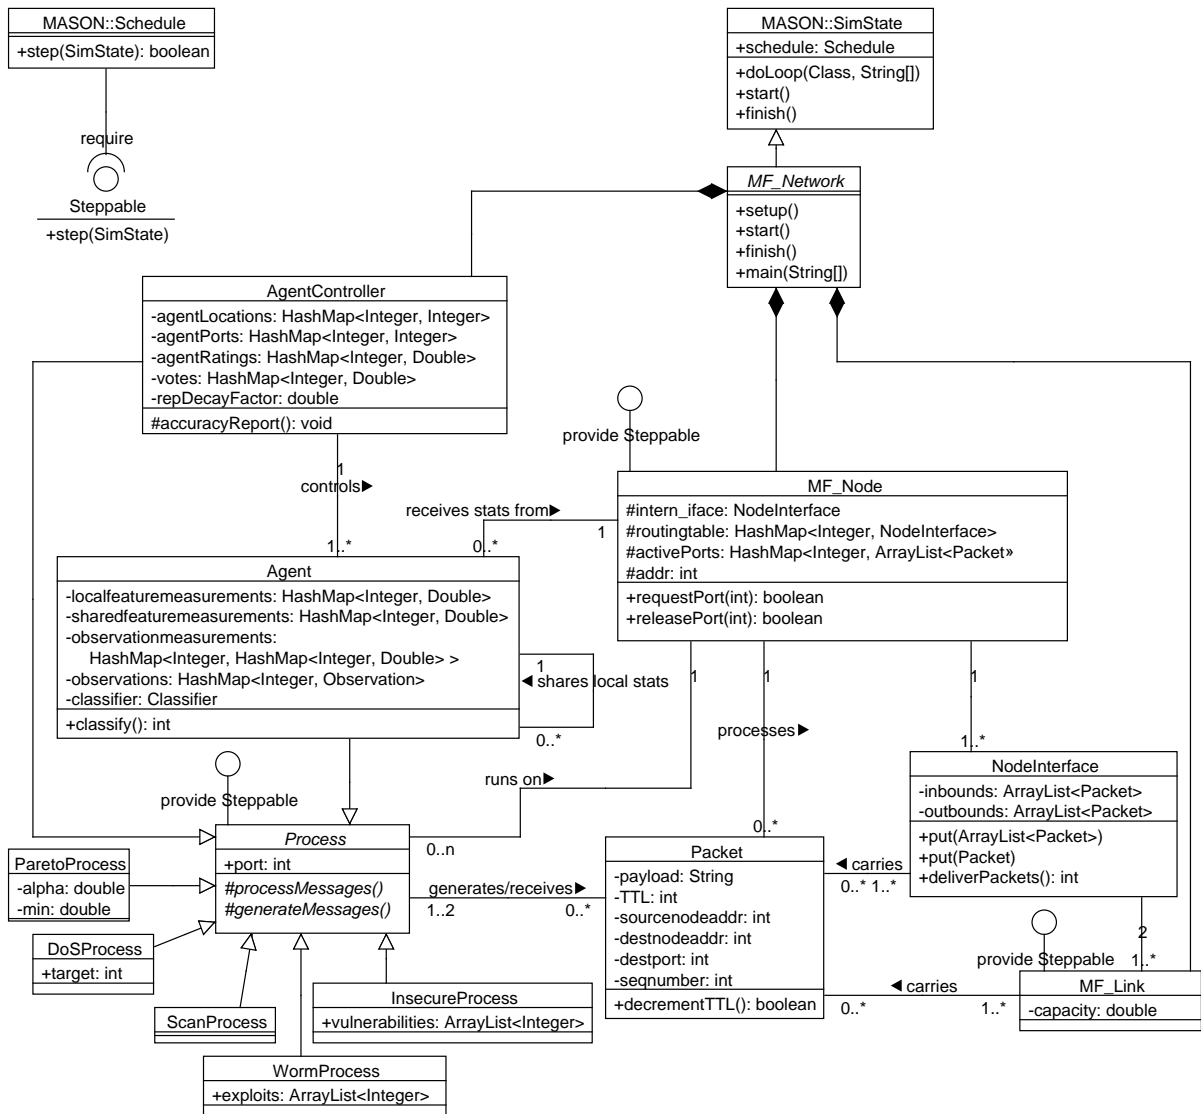 MASON::Schedule
+step(SimState): boolean
require
Steppable
+step(SimState)
MASON::SimState
+schedule: Schedule
+doLoop(Class, String[])
+start()
+finish()
MF_Network
+setup()
+start()
+finish()
+main(String[])
AgentController
-agentLocations: HashMap<Integer, Integer>
-agentPorts: HashMap<Integer, Integer>
-agentRatings: HashMap<Integer, Double>
-votes: HashMap<Integer, Double>
-repDecayFactor: double
#accuracyReport(): void
1
controls►
1..*
receives stats from►
0..*
1
provide Steppable
MF_Node
#intern_iface: NodeInterface
#routingtable: HashMap<Integer, NodeInterface>
#activePorts: HashMap<Integer, ArrayList<Packet»
#addr: int
+requestPort(int): boolean
+releasePort(int): boolean
Agent
-localfeaturemeasurements: HashMap<Integer, Double>
-sharedfeaturemeasurements: HashMap<Integer, Double>
-observationmeasurements:
HashMap<Integer, HashMap<Integer, Double> >
-observations: HashMap<Integer, Observation>
-classifier: Classifier
+classify(): int
1
◄ shares local stats
0..*
1
1
1
processes►
0..*
1..*
runs on►
0..n
provide Steppable
Process
+port: int
#processMessages()
#generateMessages()
generates/receives►
1..2
0..*
NodeInterface
-inbounds: ArrayList<Packet>
-outbounds: ArrayList<Packet>
+put(ArrayList<Packet>)
+put(Packet)
+deliverPackets(): int
Packet
-payload: String
-TTL: int
-sourcenodeaddr: int
-destnodeaddr: int
-destport: int
-seqnumber: int
+decrementTTL(): boolean
◄ carries
0..*
1..*
2
1..*
provide Steppable
◄ carries
0..*
1..*
MF_Link
-capacity: double
ParetoProcess
-alpha: double
-min: double
DoSProcess
+target: int
ScanProcess
InsecureProcess
+vulnerabilities: ArrayList<Integer>
WormProcess
+exploits: ArrayList<Integer>